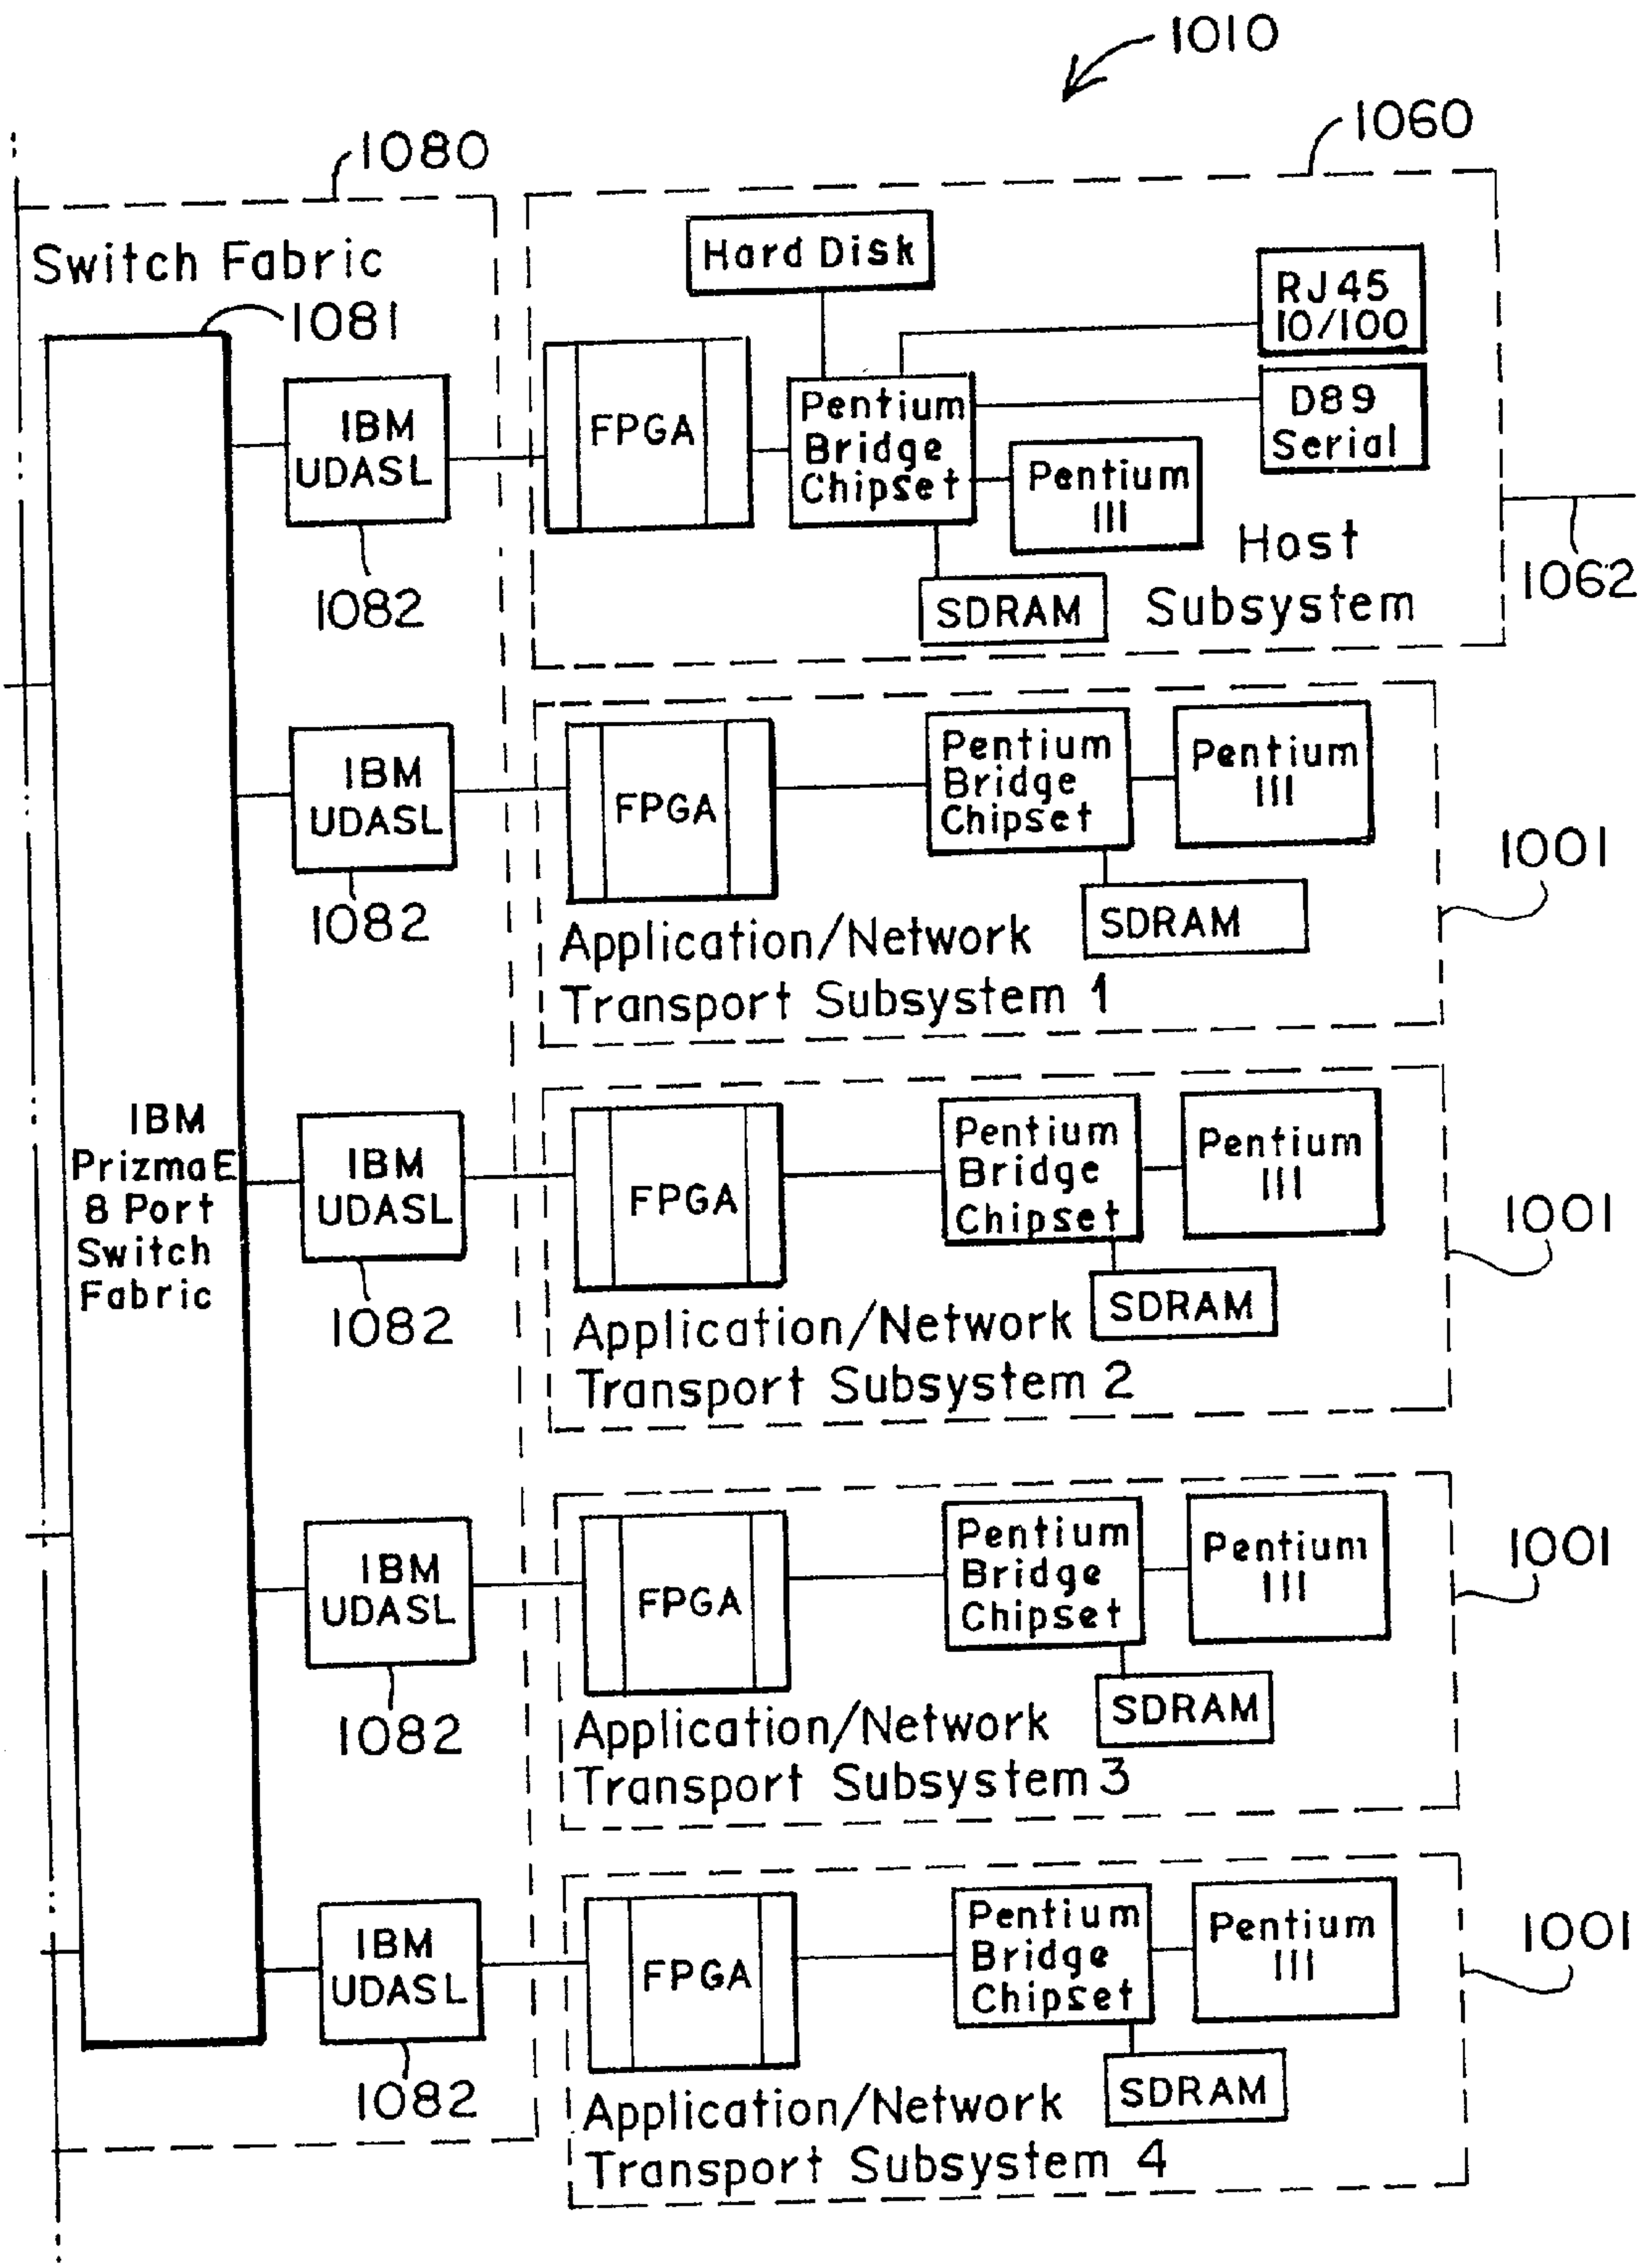 1010
1060
1080
Switch Fabric
1081
Hard Disk
RJ45
10/100
D89
Serial
IBM
UDASL
FPGA
Pentium
Bridge
Chipset
Pentium
III
Host
Subsystem
SDRAM
1062
1082
IBM
UDASL
FPGA
Pentium
Bridge
Chipset
Pentium
III
1001
1082
SDRAM
Application/Network
Transport Subsystem 1
IBM
PrizmaE
8 Port
Switch
Fabric
IBM
UDASL
FPGA
Pentium
Bridge
Chipset
Pentium
III
1001
1082
SDRAM
Application/Network
Transport Subsystem 2
IBM
UDASL
FPGA
Pentium
Bridge
Chipset
Pentium
III
1001
1082
SDRAM
Application/Network
Transport Subsystem 3
IBM
UDASL
FPGA
Pentium
Bridge
Chipset
Pentium
III
1001
1082
SDRAM
Application/Network
Transport Subsystem 4